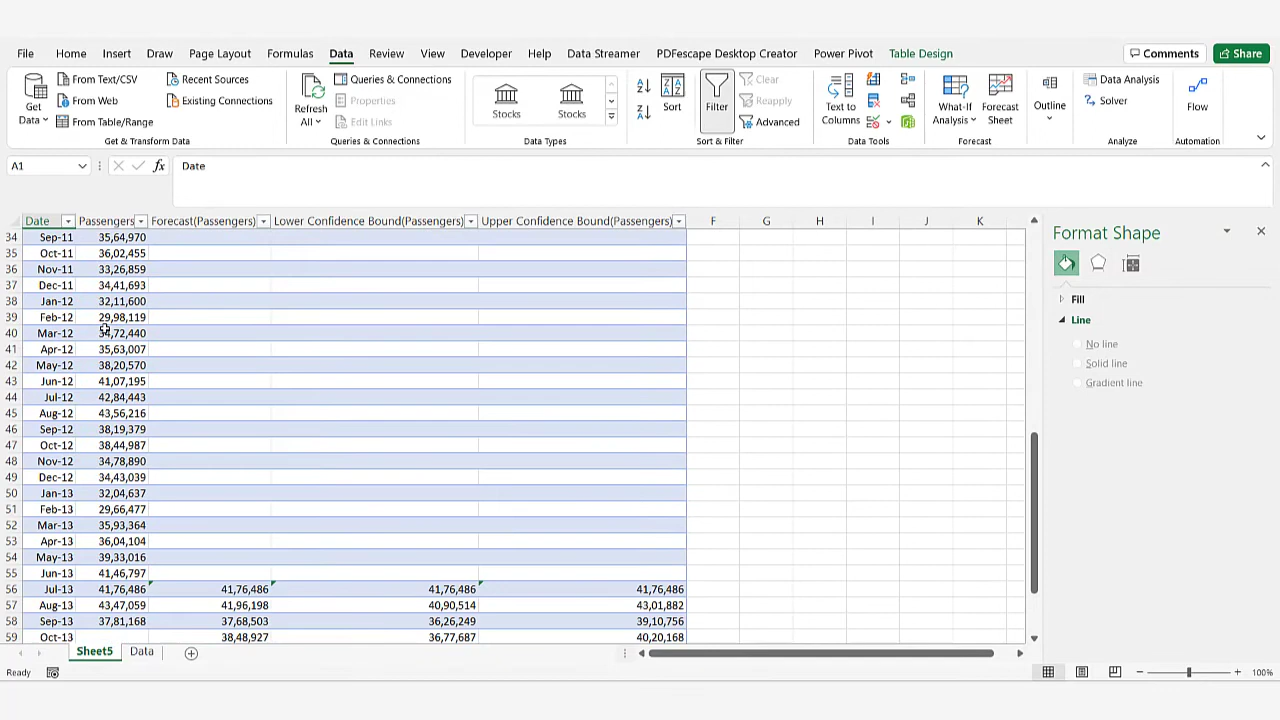 File Home Insert Draw Page Layout Formulas Data Review View Developer Help Data Streamer PDFescape Desktop Creator Power Pivot Table Design Comments Share
Get Data
From Text/CSV
From Web
From Table/Range
Recent Sources
Existing Connections
Get & Transform Data
Refresh All
Queries & Connections
Properties
Edit Links
Queries & Connections
Stocks Stocks
Data Types
Sort
Filter
Clear
Reapply
Advanced
Sort & Filter
Text to Columns
Data Tools
What-If Analysis
Forecast Sheet
Forecast
Outline
Data Analysis
Solver
Analyze
Flow
Automation
A1 fx Date
Date Passengers Forecast(Passengers) Lower Confidence Bound(Passengers) Upper Confidence Bound(Passengers) F G H I J K
34 Sep-11 35,64,970
35 Oct-11 36,02,455
36 Nov-11 33,26,859
37 Dec-11 34,41,693
38 Jan-12 32,11,600
39 Feb-12 29,98,119
40 Mar-12 34,72,440
41 Apr-12 35,63,007
42 May-12 38,20,570
43 Jun-12 41,07,195
44 Jul-12 42,84,443
45 Aug-12 43,56,216
46 Sep-12 38,19,379
47 Oct-12 38,44,987
48 Nov-12 34,78,890
49 Dec-12 34,43,039
50 Jan-13 32,04,637
51 Feb-13 29,66,477
52 Mar-13 35,93,364
53 Apr-13 36,04,104
54 May-13 39,33,016
55 Jun-13 41,46,797
56 Jul-13 41,76,486 41,76,486 41,76,486 41,76,486
57 Aug-13 43,47,059 41,96,198 40,90,514 43,01,882
58 Sep-13 37,81,168 37,68,503 36,26,249 39,10,756
59 Oct-13 38,48,927 36,77,687 40,20,168
Format Shape
Fill
Line
No line
Solid line
Gradient line
Sheet5 Data
Ready 100%